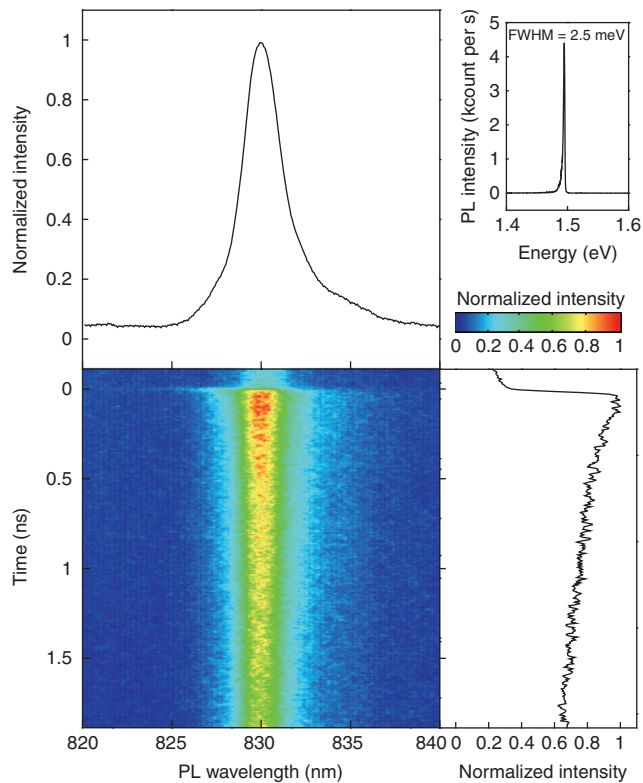 Normalized intensity
1
0.8
0.6
0.4
0.2
0
PL intensity (kcount per s)
FWHM = 2.5 meV
5
4
3
2
1
0
1.4 1.5 1.6
Energy (eV)
Normalized intensity
0 0.2 0.4 0.6 0.8 1
Time (ns)
0
0.5
1
1.5
820 825 830 835 840
PL wavelength (nm)
0 0.2 0.4 0.6 0.8 1
Normalized intensity